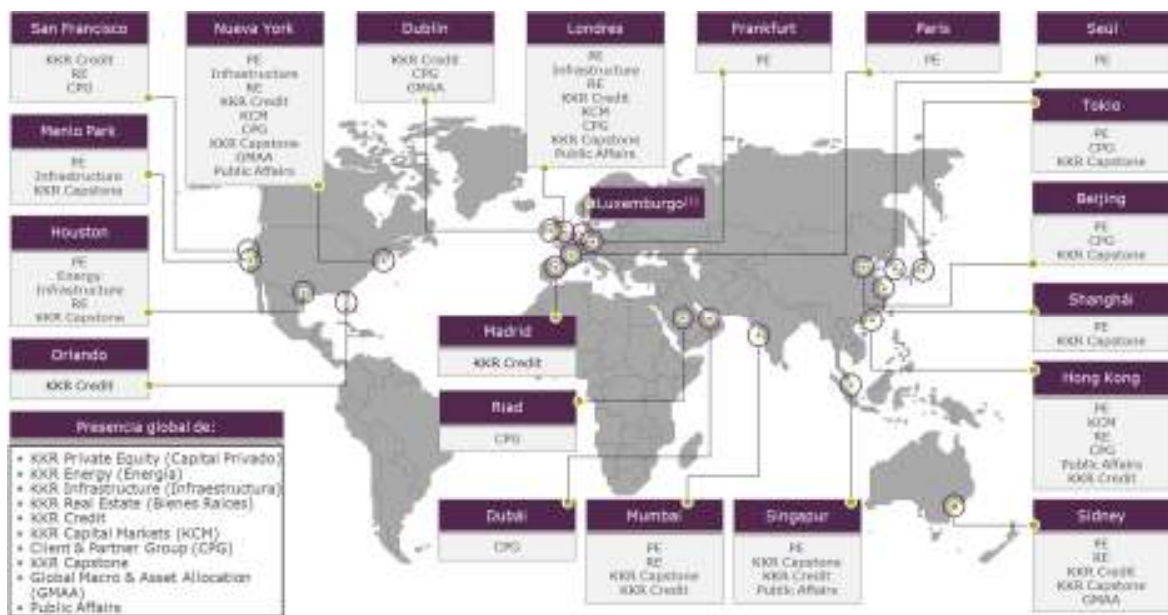 San Francisco
KKR Credit
RE
CPG
Nueva York
PE
Infrastructure
RE
KKR Credit
KCM
CPG
KKR Capstone
GMAA
Public Affairs
Dublín
KKR Credit
CPG
GMAA
Londres
PE
Infrastructure
RE
KKR Credit
KCM
CPG
KKR Capstone
Public Affairs
Frankfurt
PE
París
PE
Seúl
PE
Menlo Park
PE
Infrastructure
KKR Capstone
Tokio
PE
CPG
KKR Capstone
Luxemburgo
Houston
PE
Energy
Infrastructure
RE
KKR Capstone
Beijing
PE
CPG
KKR Capstone
Orlando
KKR Credit
Madrid
KKR Credit
Shanghái
PE
KKR Capstone
Riad
CPG
Hong Kong
PE
KCM
RE
CPG
Public Affairs
KKR Credit
Presencia global de:
• KKR Private Equity (Capital Privado)
• KKR Energy (Energía)
• KKR Infrastructure (Infraestructura)
• KKR Real Estate (Bienes Raíces)
• KKR Credit
• KKR Capital Markets (KCM)
• Client & Partner Group (CPG)
• KKR Capstone
• Global Macro & Asset Allocation
(GMAA)
• Public Affairs
Dubái
CPG
Mumbai
PE
RE
KKR Capstone
KKR Credit
Singapur
PE
KKR Capstone
KKR Credit
Public Affairs
Sidney
PE
RE
KKR Credit
KKR Capstone
GMAA